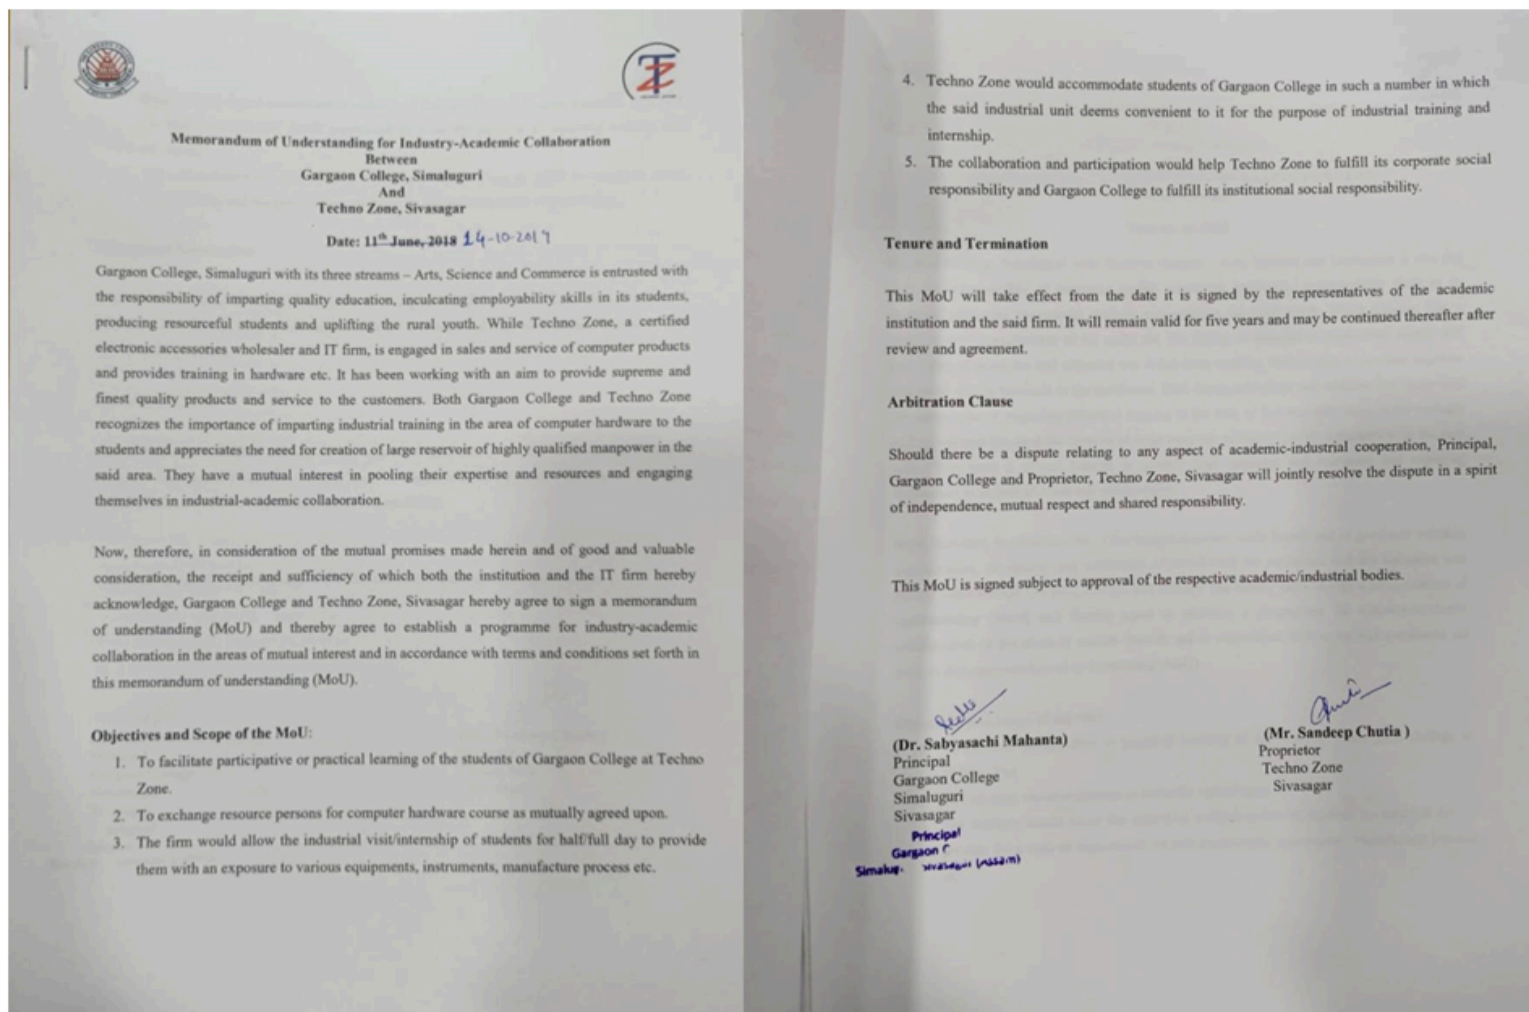 Memorandum of Understanding for Industry-Academic Collaboration
Between
Gargaon College, Simaluguri
And
Techno Zone, Sivasagar
Date: 11th June, 2018 14-10-2019
Gargaon College, Simaluguri with its three streams – Arts, Science and Commerce is entrusted with
the responsibility of imparting quality education, inculcating employability skills in its students,
producing resourceful students and uplifting the rural youth. While Techno Zone, a certified
electronic accessories wholesaler and IT firm, is engaged in sales and service of computer products
and provides training in hardware etc. It has been working with an aim to provide supreme and
finest quality products and service to the customers. Both Gargaon College and Techno Zone
recognizes the importance of imparting industrial training in the area of computer hardware to the
students and appreciates the need for creation of large reservoir of highly qualified manpower in the
said area. They have a mutual interest in pooling their expertise and resources and engaging
themselves in industrial-academic collaboration.
Now, therefore, in consideration of the mutual promises made herein and of good and valuable
consideration, the receipt and sufficiency of which both the institution and the IT firm hereby
acknowledge, Gargaon College and Techno Zone, Sivasagar hereby agree to sign a memorandum
of understanding (MoU) and thereby agree to establish a programme for industry-academic
collaboration in the areas of mutual interest and in accordance with terms and conditions set forth in
this memorandum of understanding (MoU).
Objectives and Scope of the MoU:
1. To facilitate participative or practical learning of the students of Gargaon College at Techno
Zone.
2. To exchange resource persons for computer hardware course as mutually agreed upon.
3. The firm would allow the industrial visit/internship of students for half/full day to provide
them with an exposure to various equipments, instruments, manufacture process etc.
4. Techno Zone would accommodate students of Gargaon College in such a number in which
the said industrial unit deems convenient to it for the purpose of industrial training and
internship.
5. The collaboration and participation would help Techno Zone to fulfill its corporate social
responsibility and Gargaon College to fulfill its institutional social responsibility.
Tenure and Termination
This MoU will take effect from the date it is signed by the representatives of the academic
institution and the said firm. It will remain valid for five years and may be continued thereafter after
review and agreement.
Arbitration Clause
Should there be a dispute relating to any aspect of academic-industrial cooperation, Principal,
Gargaon College and Proprietor, Techno Zone, Sivasagar will jointly resolve the dispute in a spirit
of independence, mutual respect and shared responsibility.
This MoU is signed subject to approval of the respective academic/industrial bodies.
(Dr. Sabyasachi Mahanta)
Principal
Gargaon College
Simaluguri
Sivasagar
Principal
Gargaon C
Simalug. Sivasagar (Assam)
(Mr. Sandeep Chutia )
Proprietor
Techno Zone
Sivasagar